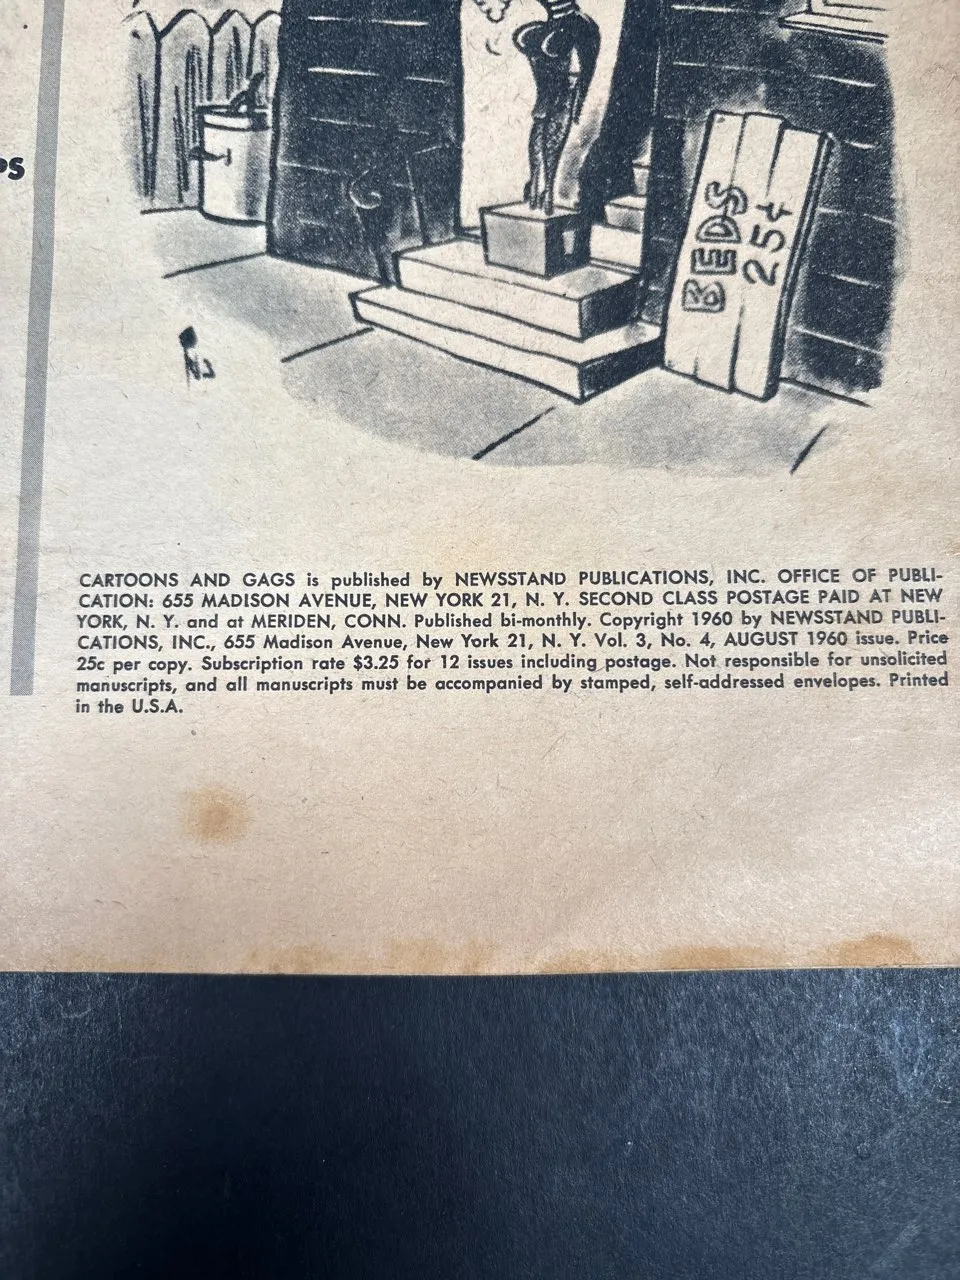 BEDS
25¢
CARTOONS AND GAGS is published by NEWSSTAND PUBLICATIONS, INC. OFFICE OF PUBLI-
CATION: 655 MADISON AVENUE, NEW YORK 21, N. Y. SECOND CLASS POSTAGE PAID AT NEW
YORK, N. Y. and at MERIDEN, CONN. Published bi-monthly. Copyright 1960 by NEWSSTAND PUBLI-
CATIONS, INC., 655 Madison Avenue, New York 21, N. Y. Vol. 3, No. 4, AUGUST 1960 issue. Price
25c per copy. Subscription rate $3.25 for 12 issues including postage. Not responsible for unsolicited
manuscripts, and all manuscripts must be accompanied by stamped, self-addressed envelopes. Printed
in the U.S.A.